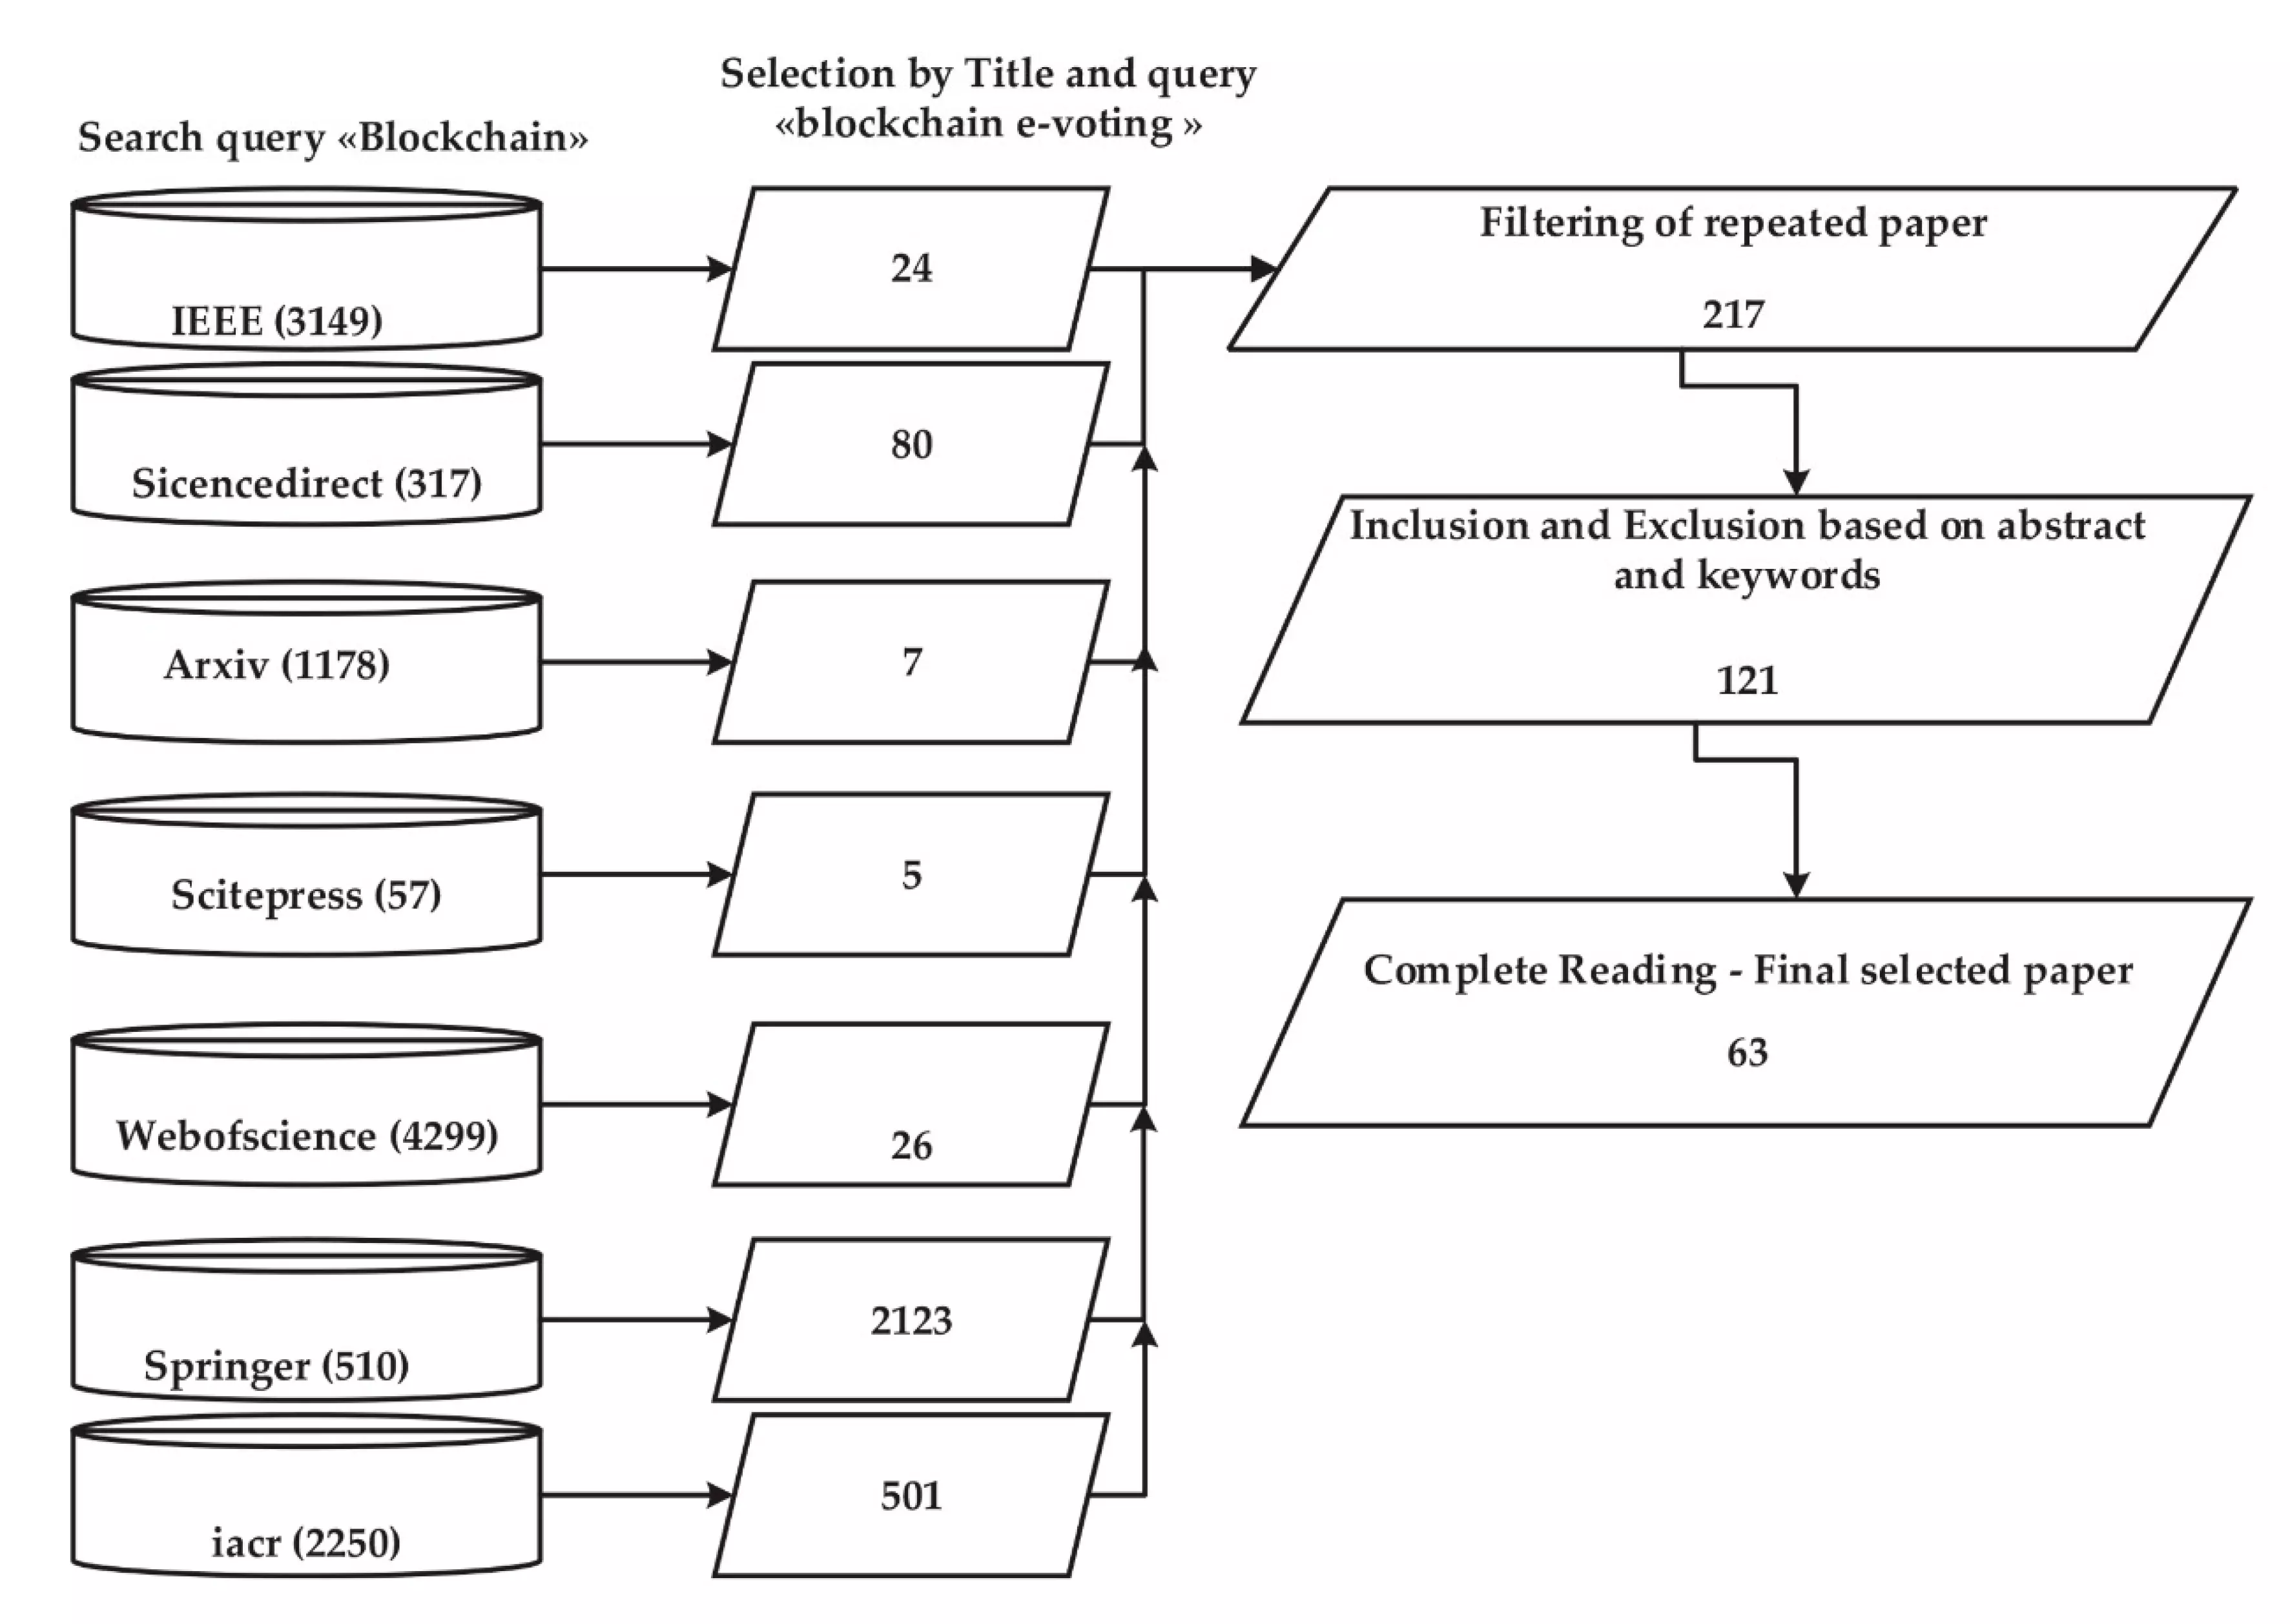 Search query «Blockchain»
Selection by Title and query
«blockchain e-voting »
IEEE (3149)
24
Filtering of repeated paper
217
Sicencedirect (317)
80
Inclusion and Exclusion based on abstract
and keywords
121
Arxiv (1178)
7
Scitepress (57)
5
Complete Reading - Final selected paper
63
Webofscience (4299)
26
Springer (510)
2123
iacr (2250)
501